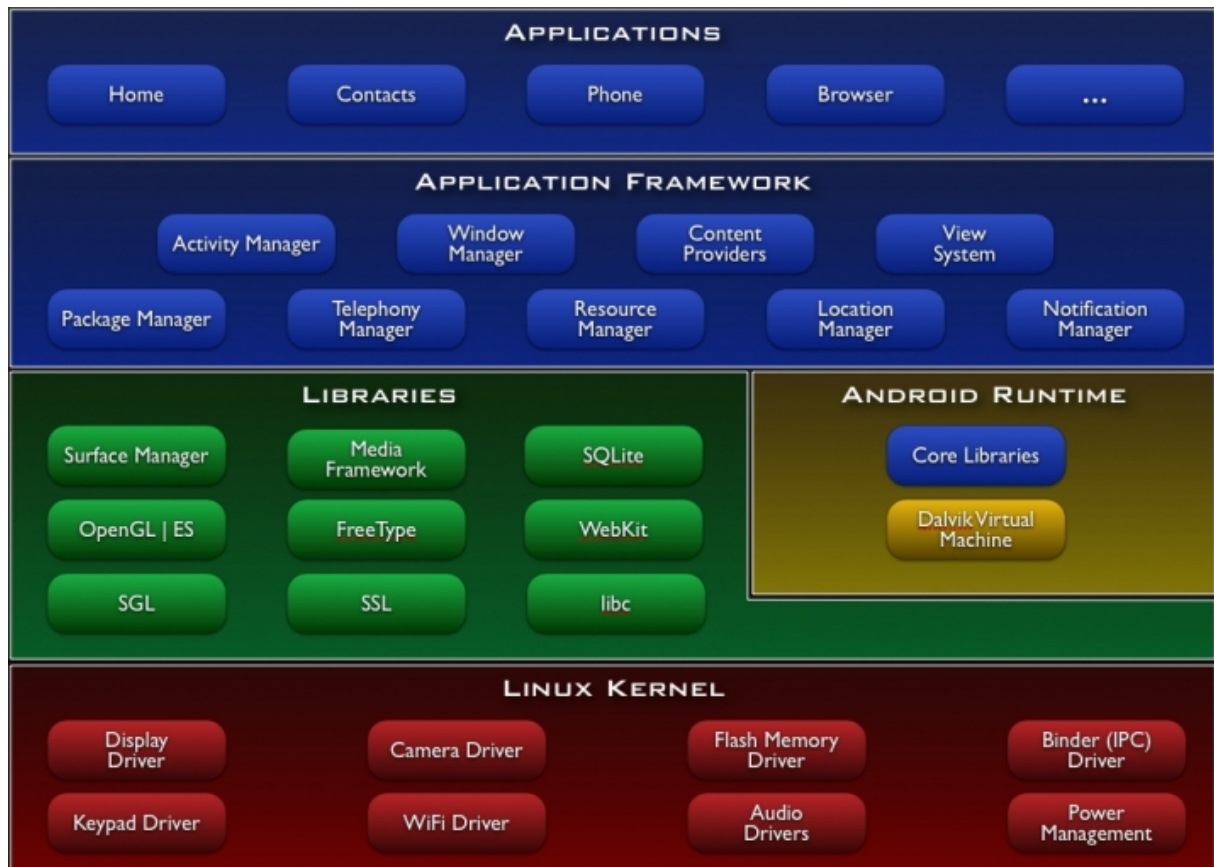 APPLICATIONS
Home
Contacts
Phone
Browser
...
APPLICATION FRAMEWORK
Activity Manager
Window
Manager
Content
Providers
View
System
Package Manager
Telephony
Manager
Resource
Manager
Location
Manager
Notification
Manager
LIBRARIES
Surface Manager
Media
Framework
SQLite
OpenGL | ES
FreeType
WebKit
SGL
SSL
libc
ANDROID RUNTIME
Core Libraries
Dalvik Virtual
Machine
LINUX KERNEL
Display
Driver
Camera Driver
Flash Memory
Driver
Binder (IPC)
Driver
Keypad Driver
WiFi Driver
Audio
Drivers
Power
Management